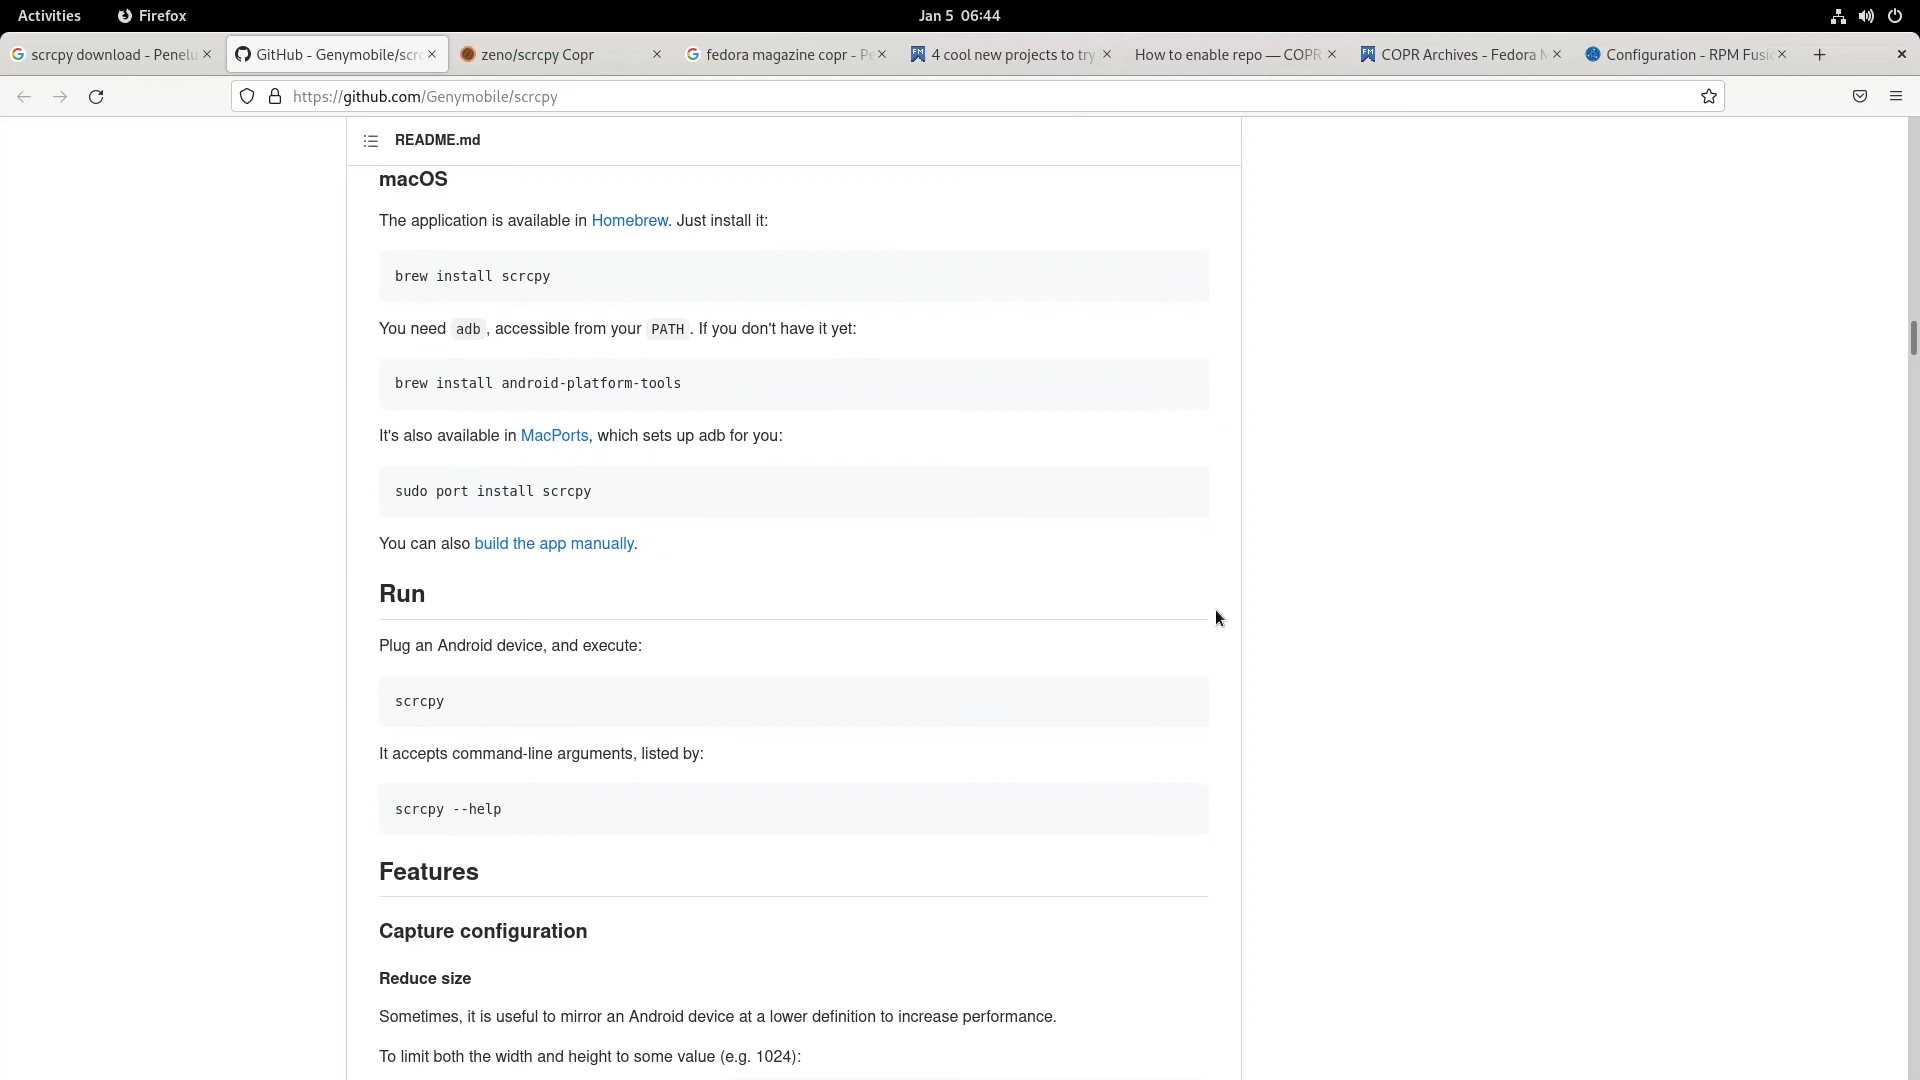 Activities
Firefox
Jan 5 06:44
scrcpy download - Penelu
GitHub - Genymobile/scrc
zeno/scrcpy Copr
fedora magazine copr - Pe
4 cool new projects to try
How to enable repo — COPR
COPR Archives - Fedora M
Configuration - RPM Fusic
https://github.com/Genymobile/scrcpy
README.md
macOS
The application is available in Homebrew. Just install it:
brew install scrcpy
You need adb, accessible from your PATH. If you don't have it yet:
brew install android-platform-tools
It's also available in MacPorts, which sets up adb for you:
sudo port install scrcpy
You can also build the app manually.
Run
Plug an Android device, and execute:
scrcpy
It accepts command-line arguments, listed by:
scrcpy --help
Features
Capture configuration
Reduce size
Sometimes, it is useful to mirror an Android device at a lower definition to increase performance.
To limit both the width and height to some value (e.g. 1024):